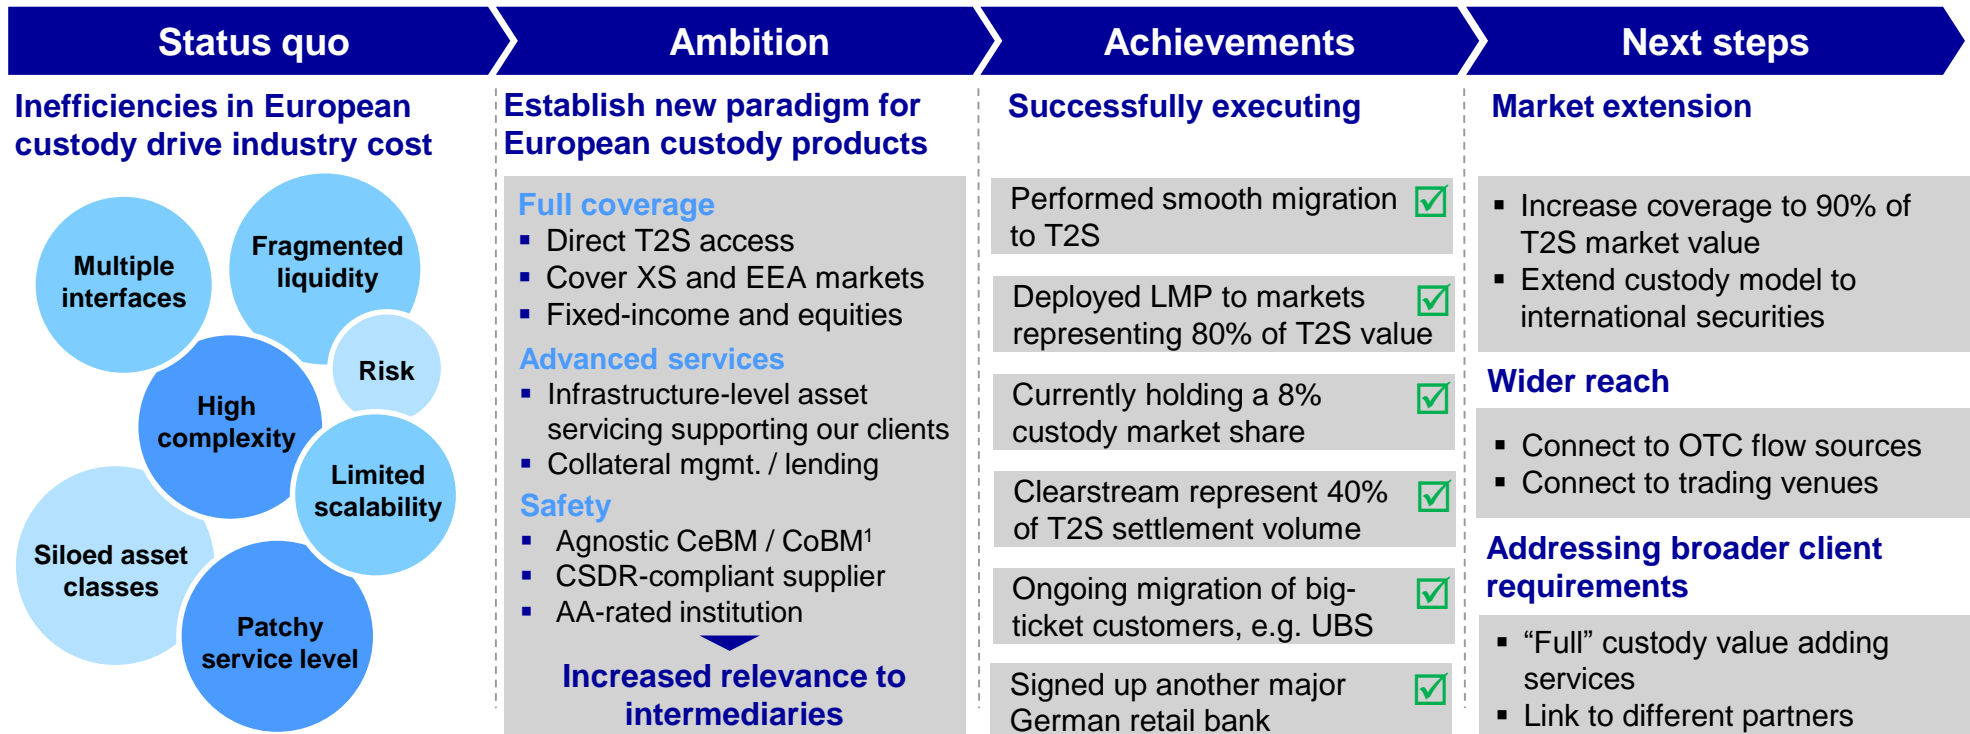 Status quo
Ambition
Achievements
Next steps
Inefficiencies in European
custody drive industry cost
Multiple
interfaces
Fragmented
liquidity
Risk
High
complexity
Limited
scalability
Siloed asset
classes
Patchy
service level
Establish new paradigm for
European custody products
Full coverage
▪ Direct T2S access
▪ Cover XS and EEA markets
▪ Fixed-income and equities
Advanced services
▪ Infrastructure-level asset
servicing supporting our clients
▪ Collateral mgmt. / lending
Safety
▪ Agnostic CeBM / CoBM¹
▪ CSDR-compliant supplier
▪ AA-rated institution
Increased relevance to
intermediaries
Successfully executing
Performed smooth migration
to T2S
Deployed LMP to markets
representing 80% of T2S value
Currently holding a 8%
custody market share
Clearstream represent 40%
of T2S settlement volume
Ongoing migration of big-
ticket customers, e.g. UBS
Signed up another major
German retail bank
Market extension
▪ Increase coverage to 90% of
T2S market value
▪ Extend custody model to
international securities
Wider reach
▪ Connect to OTC flow sources
▪ Connect to trading venues
Addressing broader client
requirements
▪ “Full” custody value adding
services
▪ Link to different partners